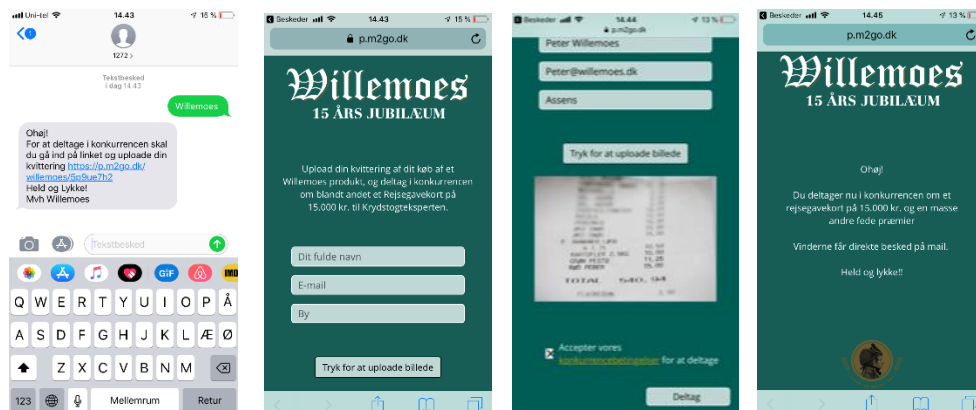 Uni-tel
14.43
16 %
1
1272 >
Tekstbesked
I dag 14.43
Willemoes
Ohøj!
For at deltage i konkurrencen skal
du gå ind på linket og uploade din
kvittering https://p.m2go.dk/
willemoes/5p9ue7h2
Held og Lykke!
Mvh Willemoes
Tekstbesked
GIF
IMD
Q W E R T Y U I O P Å
A S D F G H J K L Æ Ø
Z X C V B N M
123
Mellemrum
Retur
Beskeder
14.43
15 %
p.m2go.dk
Willemoes
15 ÅRS JUBILÆUM
Upload din kvittering af dit køb af et
Willemoes produkt, og deltag i konkurrencen
om blandt andet et Rejsegavekort på
15.000 kr. til Krydstogteksperten.
Dit fulde navn
E-mail
By
Tryk for at uploade billede
Beskeder
14.44
13 %
p.m2go.dk
Peter Willemoes
Peter@willemoes.dk
Assens
Tryk for at uploade billede
TOTAL 540,94
Accepter vores
konkurrencebetingelser for at deltage
Deltag
Beskeder
14.45
13 %
p.m2go.dk
Willemoes
15 ÅRS JUBILÆUM
Ohøj!
Du deltager nu i konkurrencen om et
rejsegavekort på 15.000 kr. og en masse
andre fede præmier
Vinderne får direkte besked på mail.
Held og lykke!!